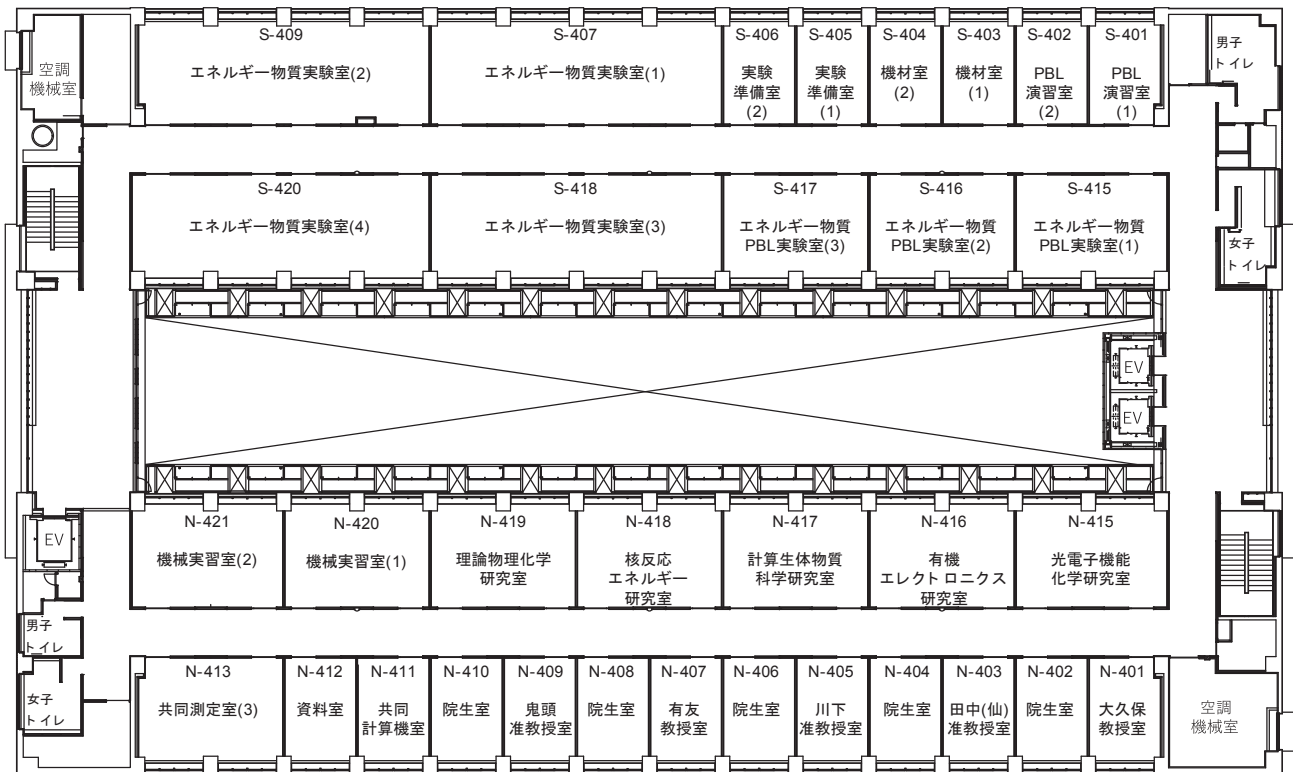 空調
機械室
S-409
エネルギー物質実験室(2)
S-407
エネルギー物質実験室(1)
S-406
実験
準備室
(2)
S-405
実験
準備室
(1)
S-404
機材室
(2)
S-403
機材室
(1)
S-402
PBL
演習室
(2)
S-401
PBL
演習室
(1)
男子
トイレ
S-420
エネルギー物質実験室(4)
S-418
エネルギー物質実験室(3)
S-417
エネルギー物質
PBL実験室(3)
S-416
エネルギー物質
PBL実験室(2)
S-415
エネルギー物質
PBL実験室(1)
女子
トイレ
EV
EV
EV
N-421
機械実習室(2)
N-420
機械実習室(1)
N-419
理論物理化学
研究室
N-418
核反応
エネルギー
研究室
N-417
計算生体物質
科学研究室
N-416
有機
エレクトロニクス
研究室
N-415
光電子機能
化学研究室
男子
トイレ
女子
トイレ
N-413
共同測定室(3)
N-412
資料室
N-411
共同
計算機室
N-410
院生室
N-409
鬼頭
准教授室
N-408
院生室
N-407
有友
教授室
N-406
院生室
N-405
川下
准教授室
N-404
院生室
N-403
田中(仙)
准教授室
N-402
院生室
N-401
大久保
教授室
空調
機械室